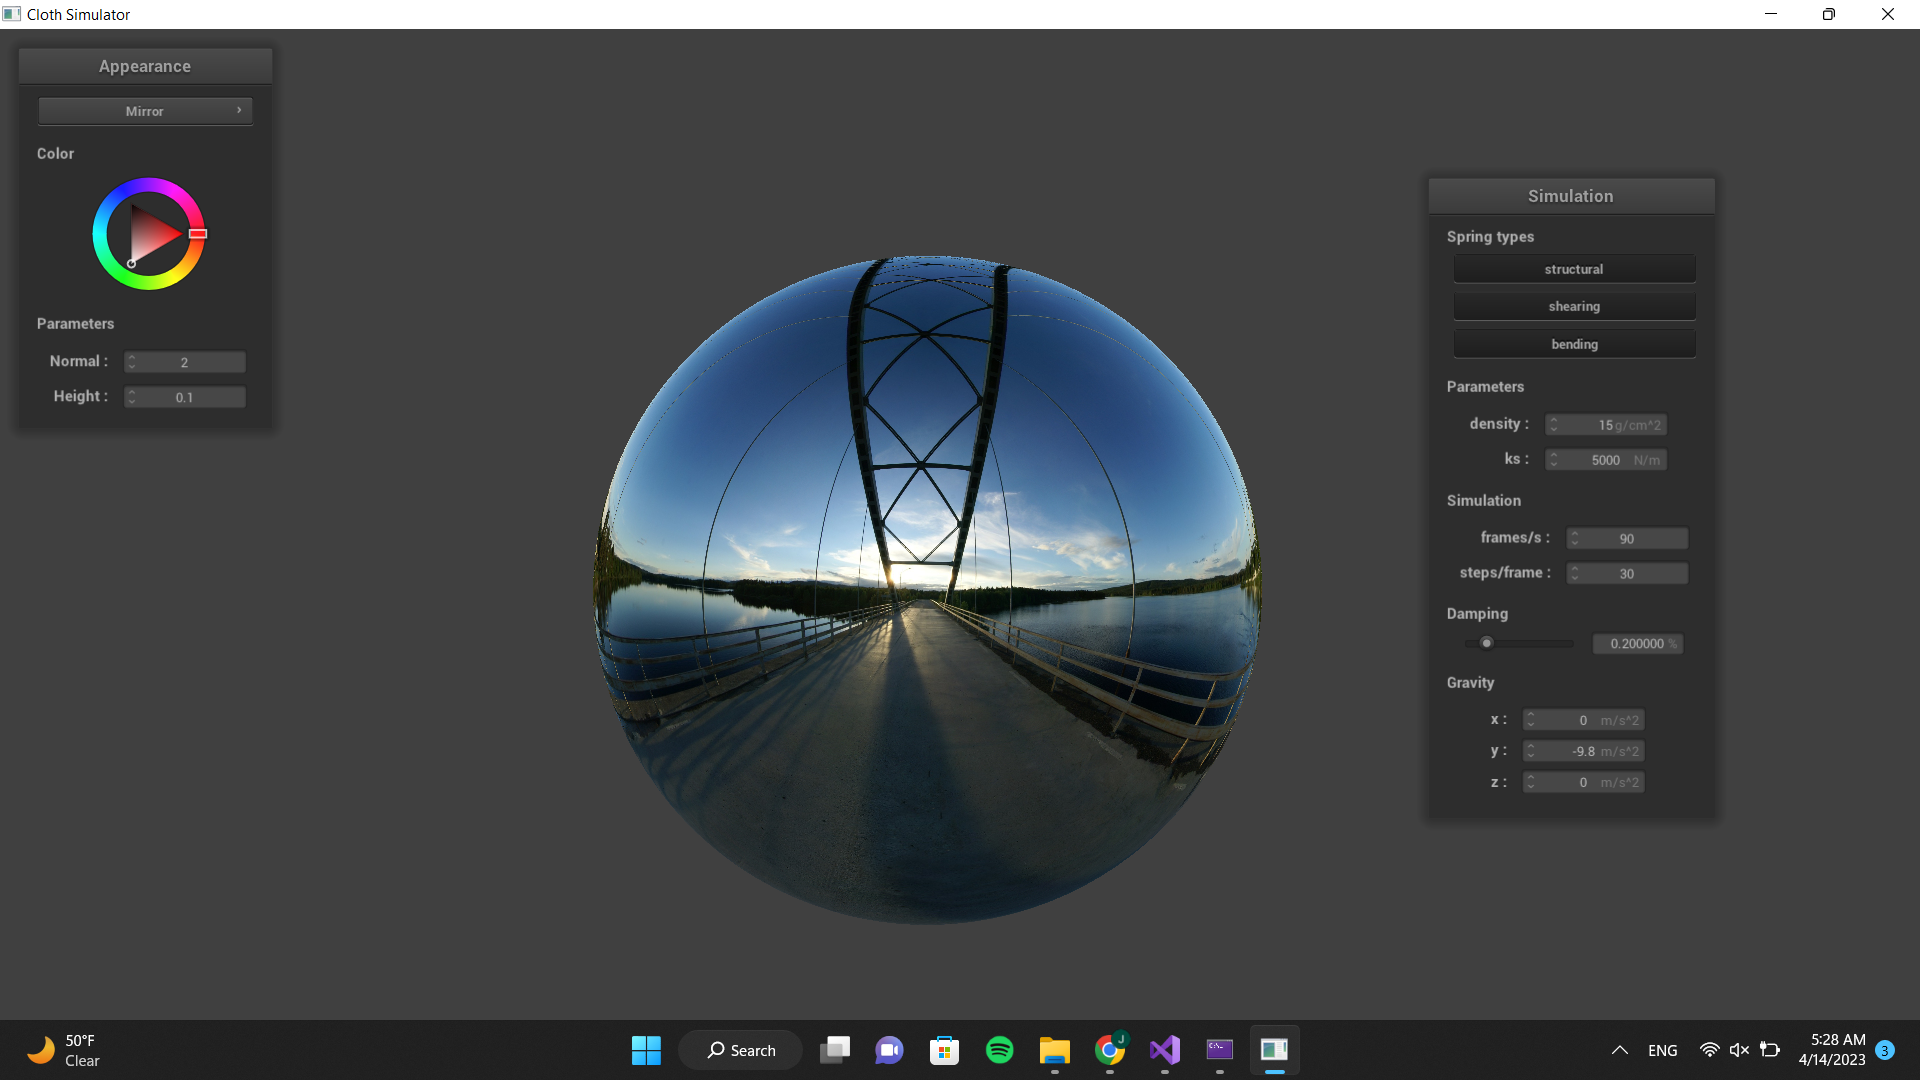 Cloth Simulator
Appearance
Mirror
Color
Parameters
Normal : 2
Height : 0.1
Simulation
Spring types
structural
shearing
bending
Parameters
density : 15 g/cm^2
ks : 5000 N/m
Simulation
frames/s : 90
steps/frame : 30
Damping
0.200000 %
Gravity
x : 0 m/s^2
y : -9.8 m/s^2
z : 0 m/s^2
50°F
Clear
Search
J
ENG
5:28 AM
4/14/2023
3